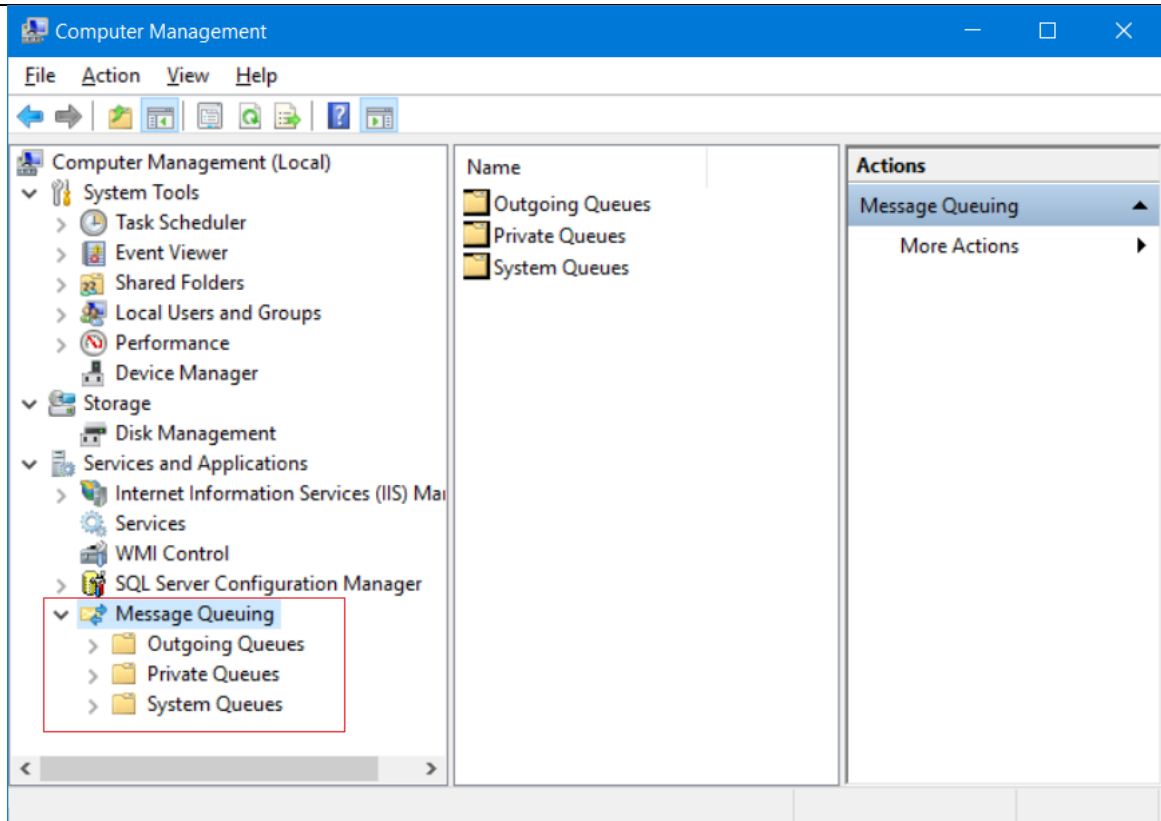 Computer Management
File Action View Help
Computer Management (Local)
System Tools
Task Scheduler
Event Viewer
Shared Folders
Local Users and Groups
Performance
Device Manager
Storage
Disk Management
Services and Applications
Internet Information Services (IIS) Mai
Services
WMI Control
SQL Server Configuration Manager
Message Queuing
Outgoing Queues
Private Queues
System Queues
Name
Outgoing Queues
Private Queues
System Queues
Actions
Message Queuing
More Actions